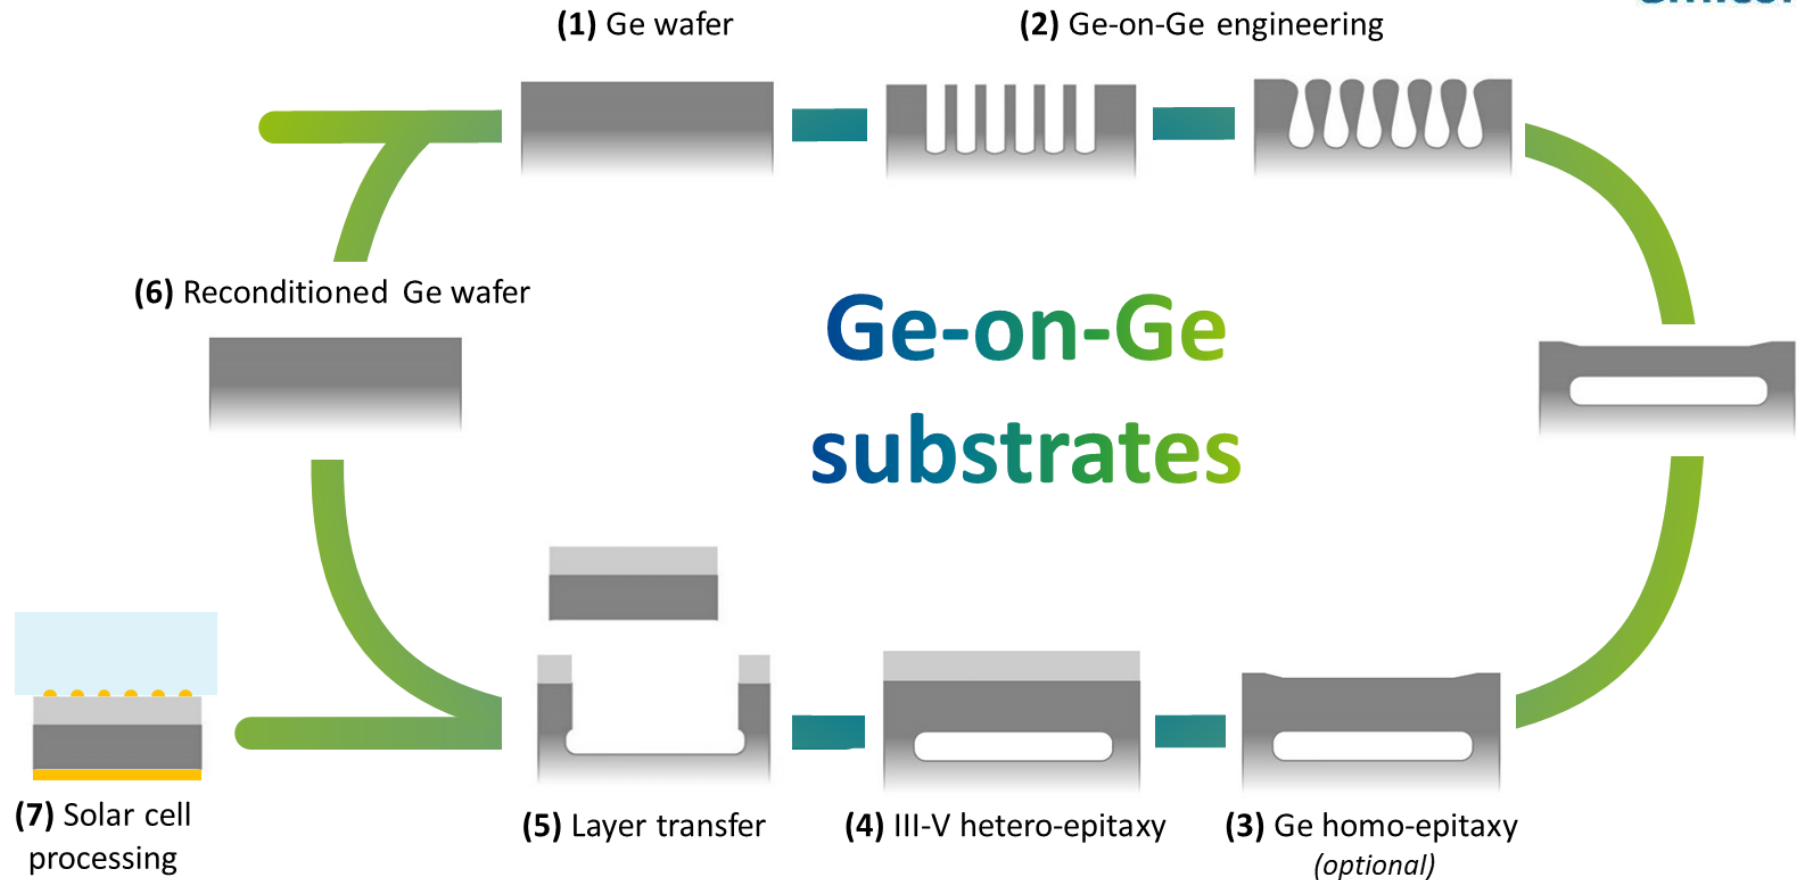 (1) Ge wafer
(2) Ge-on-Ge engineering
(6) Reconditioned Ge wafer
Ge-on-Ge
substrates
(7) Solar cell
processing
(5) Layer transfer
(4) III-V hetero-epitaxy
(3) Ge homo-epitaxy
(optional)